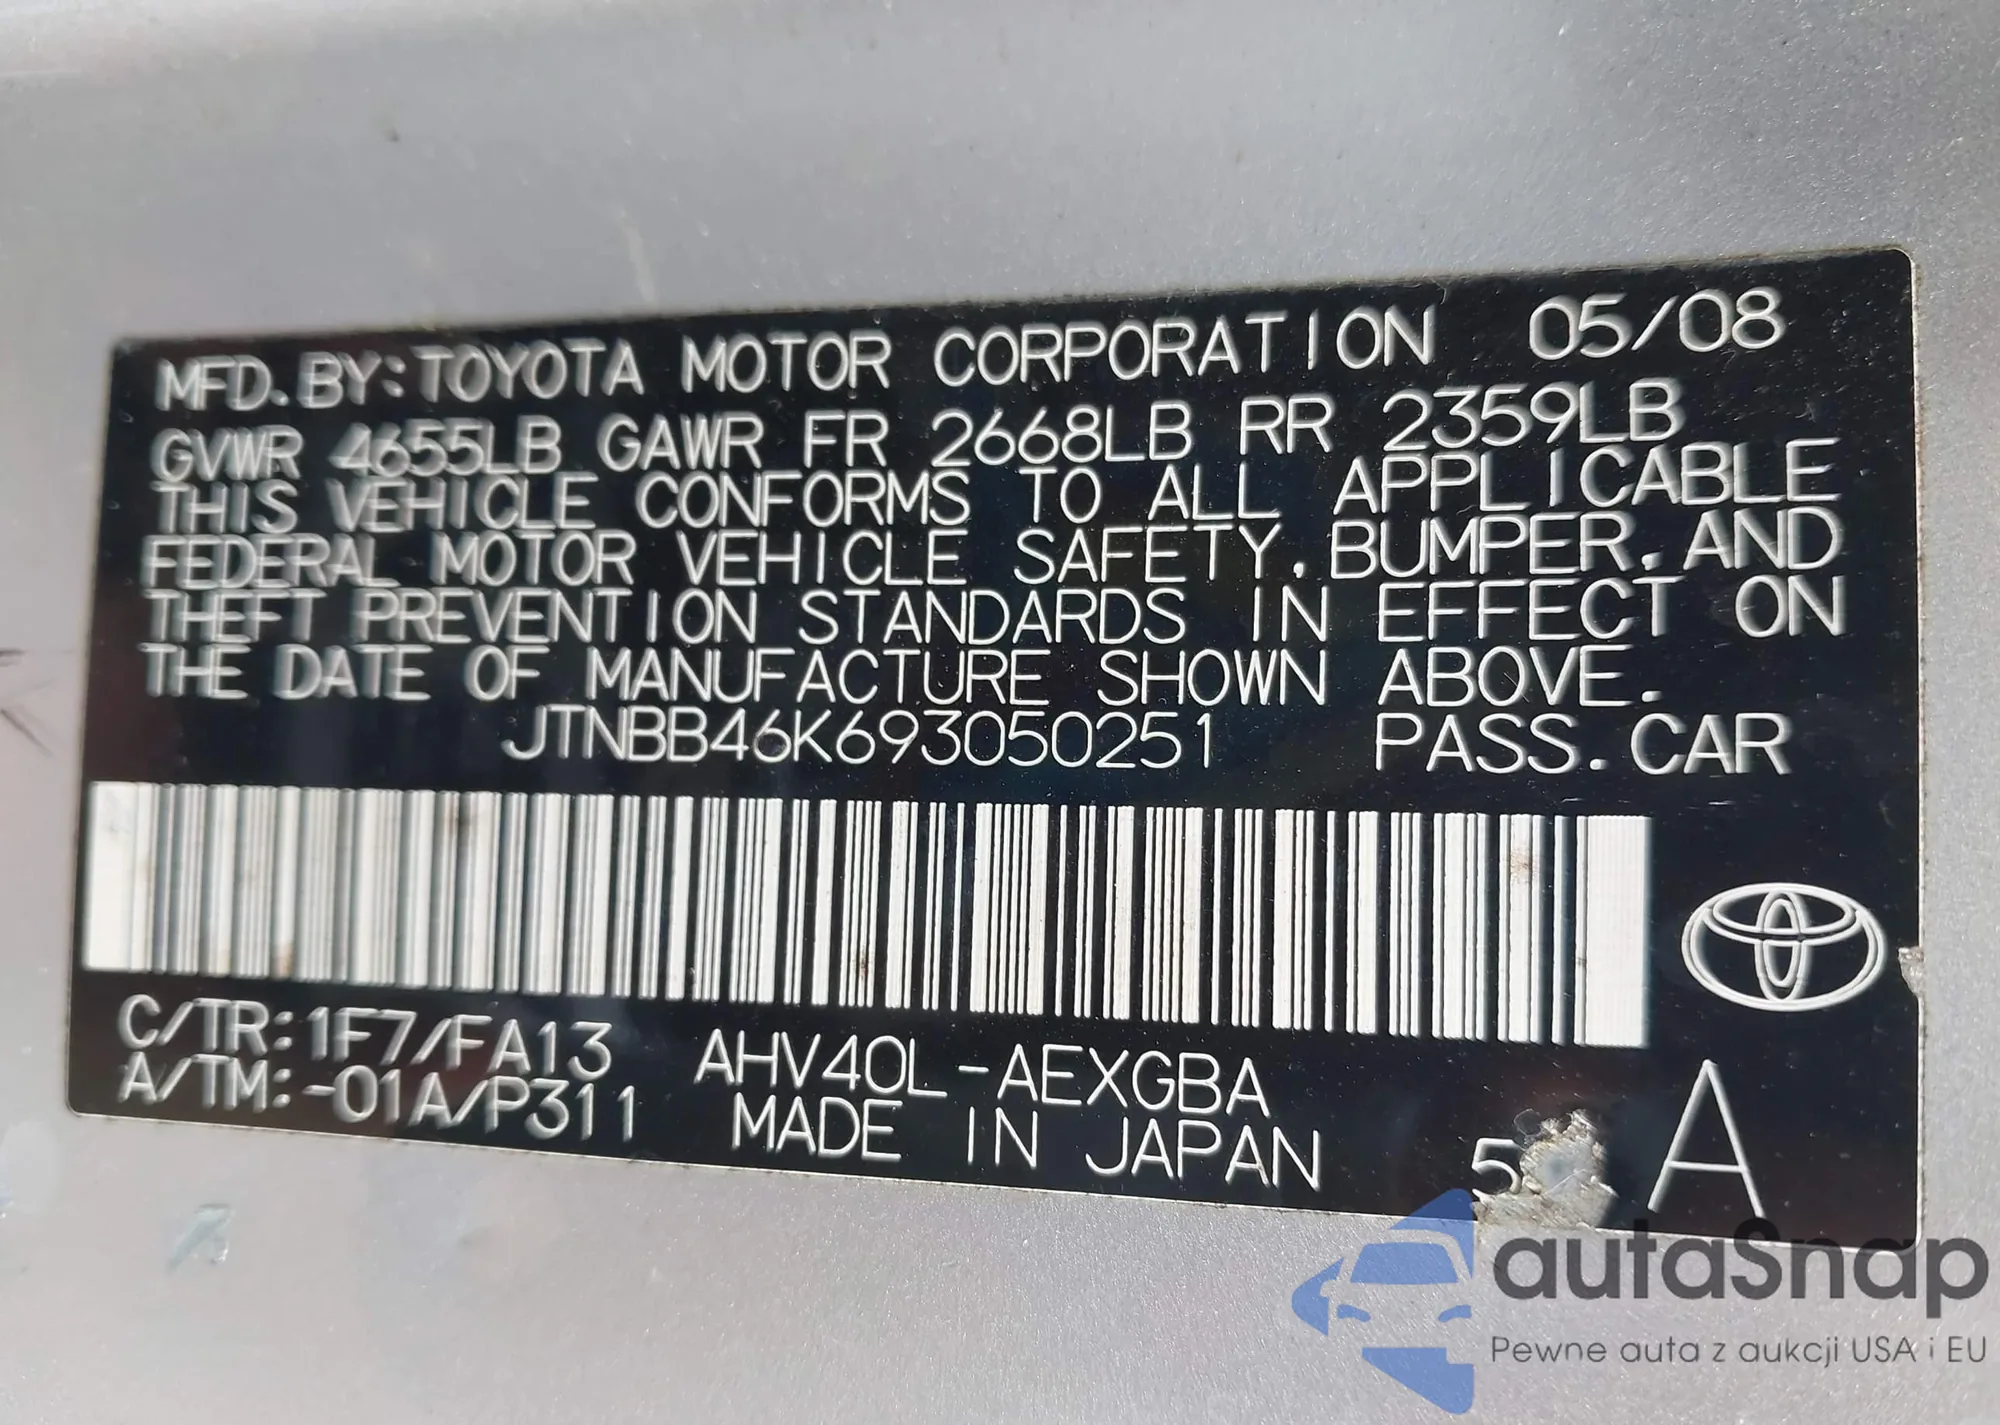 MFD. BY: TOYOTA MOTOR CORPORATION 05/08
GVWR 4655LB GAWR FR 2668LB RR 2359LB
THIS VEHICLE CONFORMS TO ALL APPLICABLE
FEDERAL MOTOR VEHICLE SAFETY, BUMPER, AND
THEFT PREVENTION STANDARDS IN EFFECT ON
THE DATE OF MANUFACTURE SHOWN ABOVE.
JTNBB46K693050251 PASS. CAR
C/TR: 1F7/FA13 AHV40L-AEXGBA
A/TM: -01A/P311 MADE IN JAPAN 5 A
autaSnap
Pewne auta z aukcji USA i EU